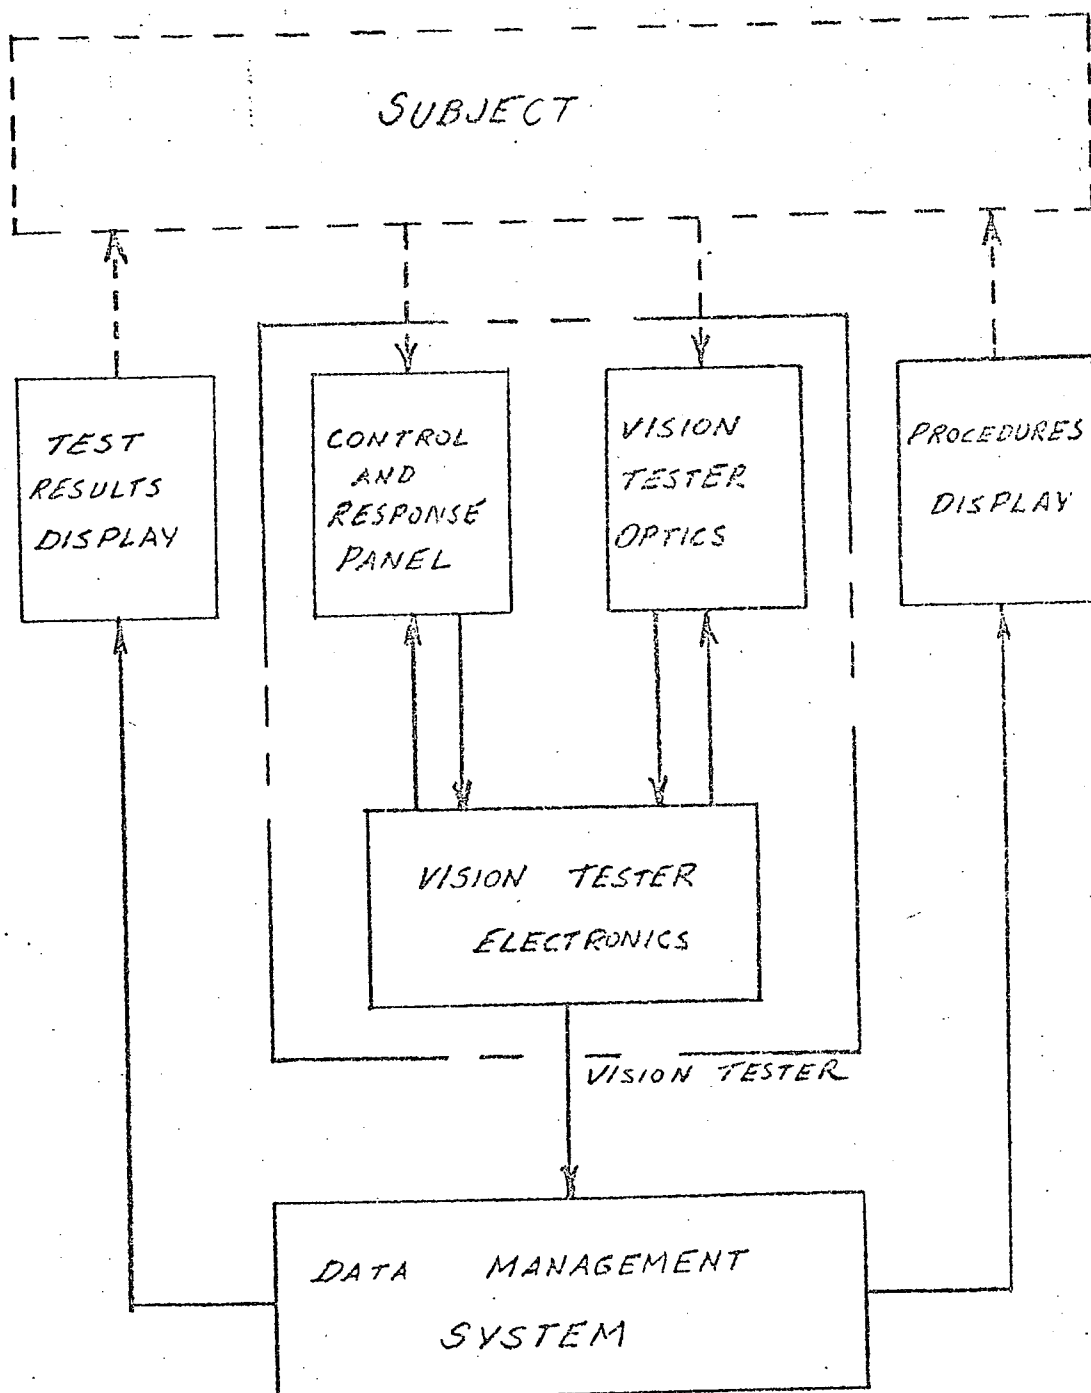 SUBJECT
TEST
RESULTS
DISPLAY
CONTROL
AND
RESPONSE
PANEL
VISION
TESTER
OPTICS
PROCEDURES
DISPLAY
VISION TESTER
ELECTRONICS
VISION TESTER
DATA MANAGEMENT
SYSTEM